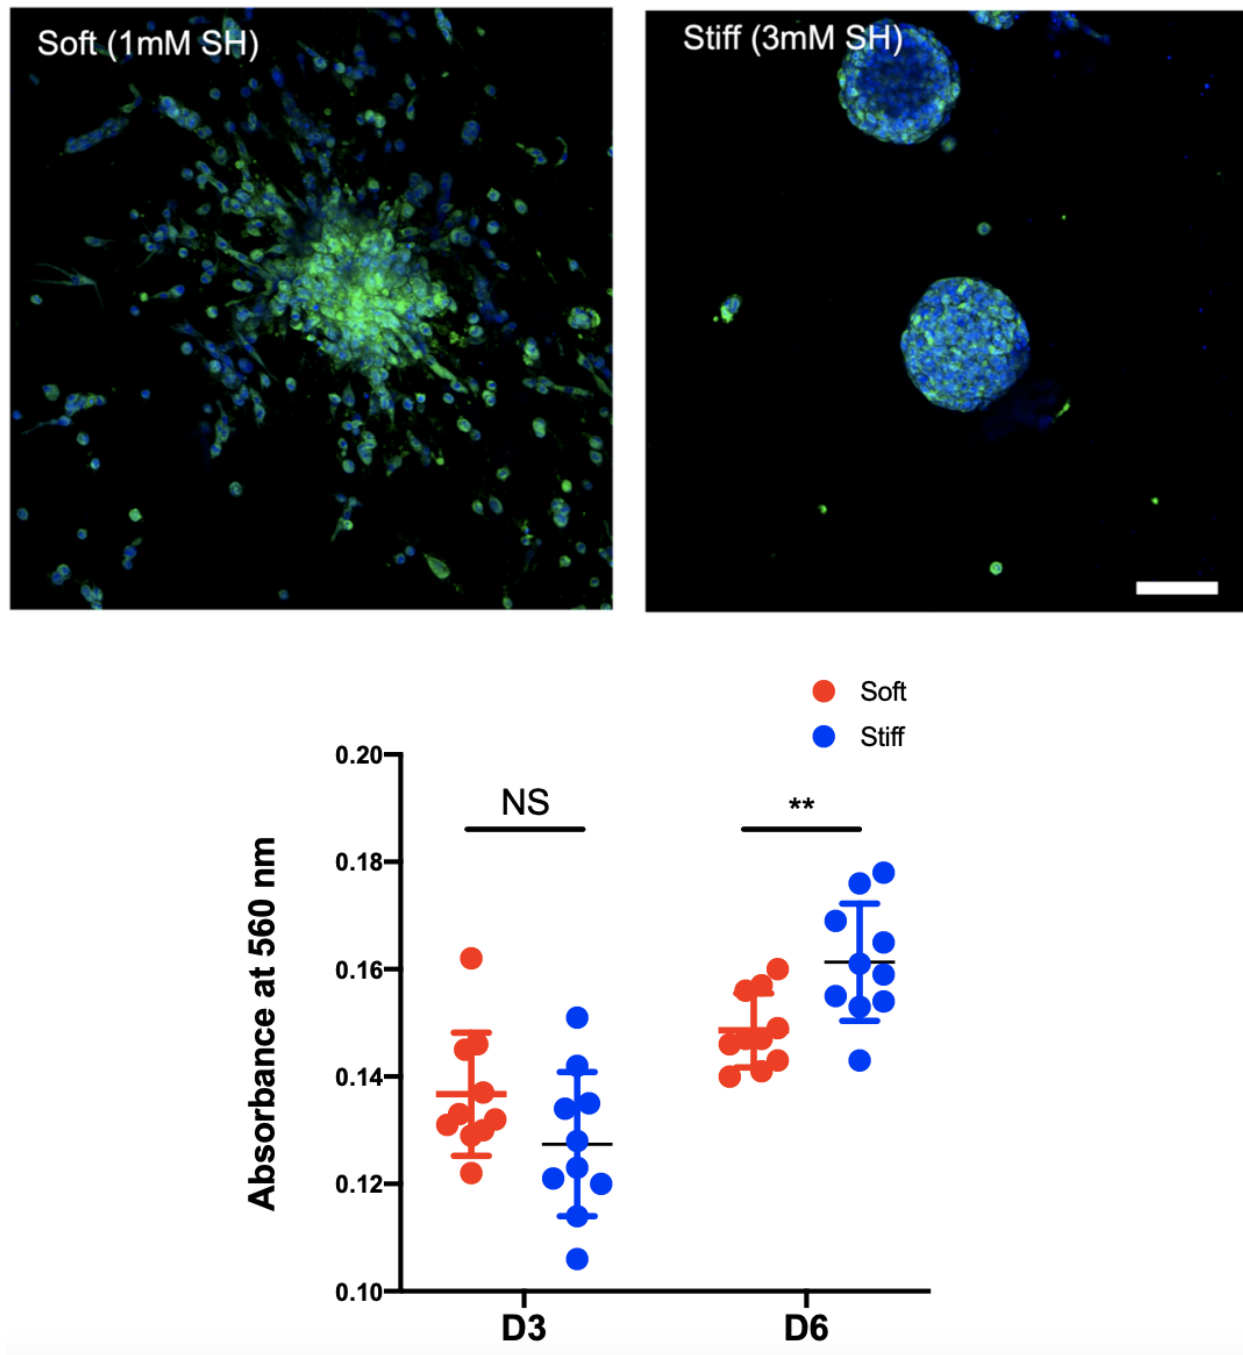 Soft (1mM SH)
Stiff (3mM SH)
Soft
Stiff
0.20
0.18
0.16
0.14
0.12
0.10
Absorbance at 560 nm
NS
**
D3
D6